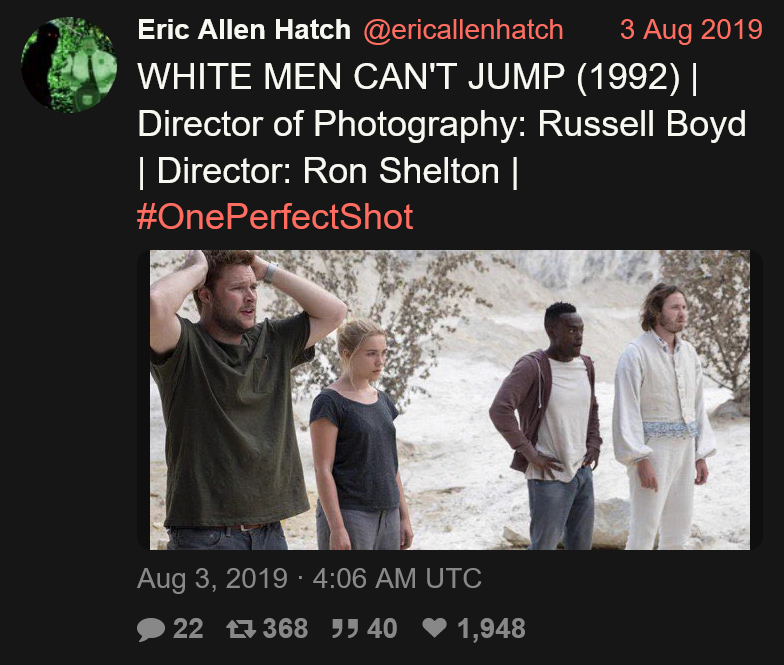 Eric Allen Hatch @ericallenhatch 3 Aug 2019
WHITE MEN CAN'T JUMP (1992) |
Director of Photography: Russell Boyd
| Director: Ron Shelton |
#OnePerfectShot
Aug 3, 2019 · 4:06 AM UTC
22 368 40 1,948